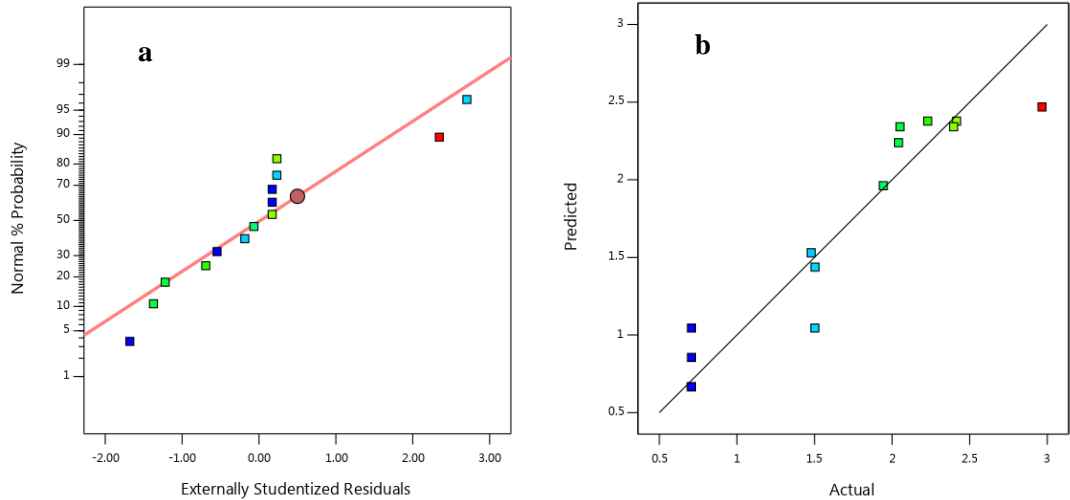 a
99
95
90
80
70
50
30
20
10
5
1
Normal % Probability
-2.00 -1.00 0.00 1.00 2.00 3.00
Externally Studentized Residuals
b
3
2.5
2
1.5
1
0.5
Predicted
0.5 1 1.5 2 2.5 3
Actual